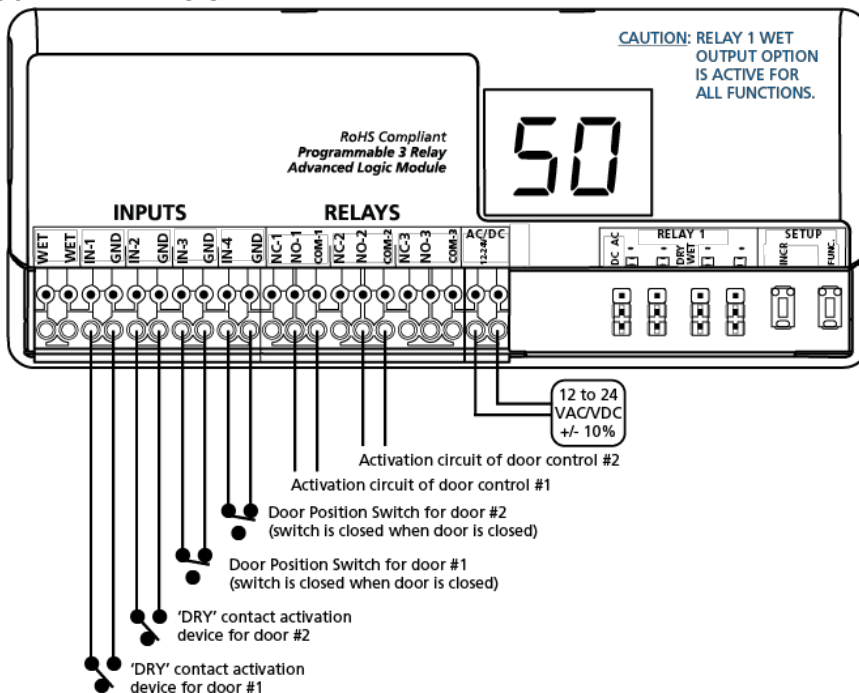 CAUTION: RELAY 1 WET
OUTPUT OPTION
IS ACTIVE FOR
ALL FUNCTIONS.
50
RoHS Compliant
Programmable 3 Relay
Advanced Logic Module
INPUTS
RELAYS
WET
WET
IN-1
GND
IN-2
GND
IN-3
GND
IN-4
GND
NC-1
NO-1
COM-1
NC-2
NO-2
COM-2
NC-3
NO-3
COM-3
AC/DC
12-24V
DC
AC
RELAY 1
DRY
WET
SETUP
INCR
FUNC.
12 to 24
VAC/VDC
+/- 10%
Activation circuit of door control #2
Activation circuit of door control #1
Door Position Switch for door #2
(switch is closed when door is closed)
Door Position Switch for door #1
(switch is closed when door is closed)
'DRY' contact activation
device for door #2
'DRY' contact activation
device for door #1